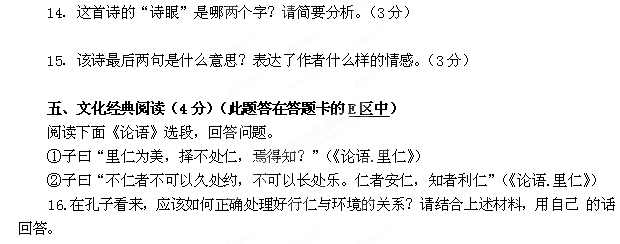 14. 这首诗的“诗眼”是哪两个字？请简要分析。（3分）
15. 该诗最后两句是什么意思？表达了作者什么样的情感。（3分）
五、文化经典阅读（4分）（此题答在答题卡的E区中）
阅读下面《论语》选段，回答问题。
①子曰“里仁为美，择不处仁，焉得知？”（《论语.里仁》）
②子曰“不仁者不可以久处约，不可以长处乐。仁者安仁，知者利仁”（《论语.里仁》）
16.在孔子看来，应该如何正确处理好行仁与环境的关系？请结合上述材料，用自己 的话
回答。